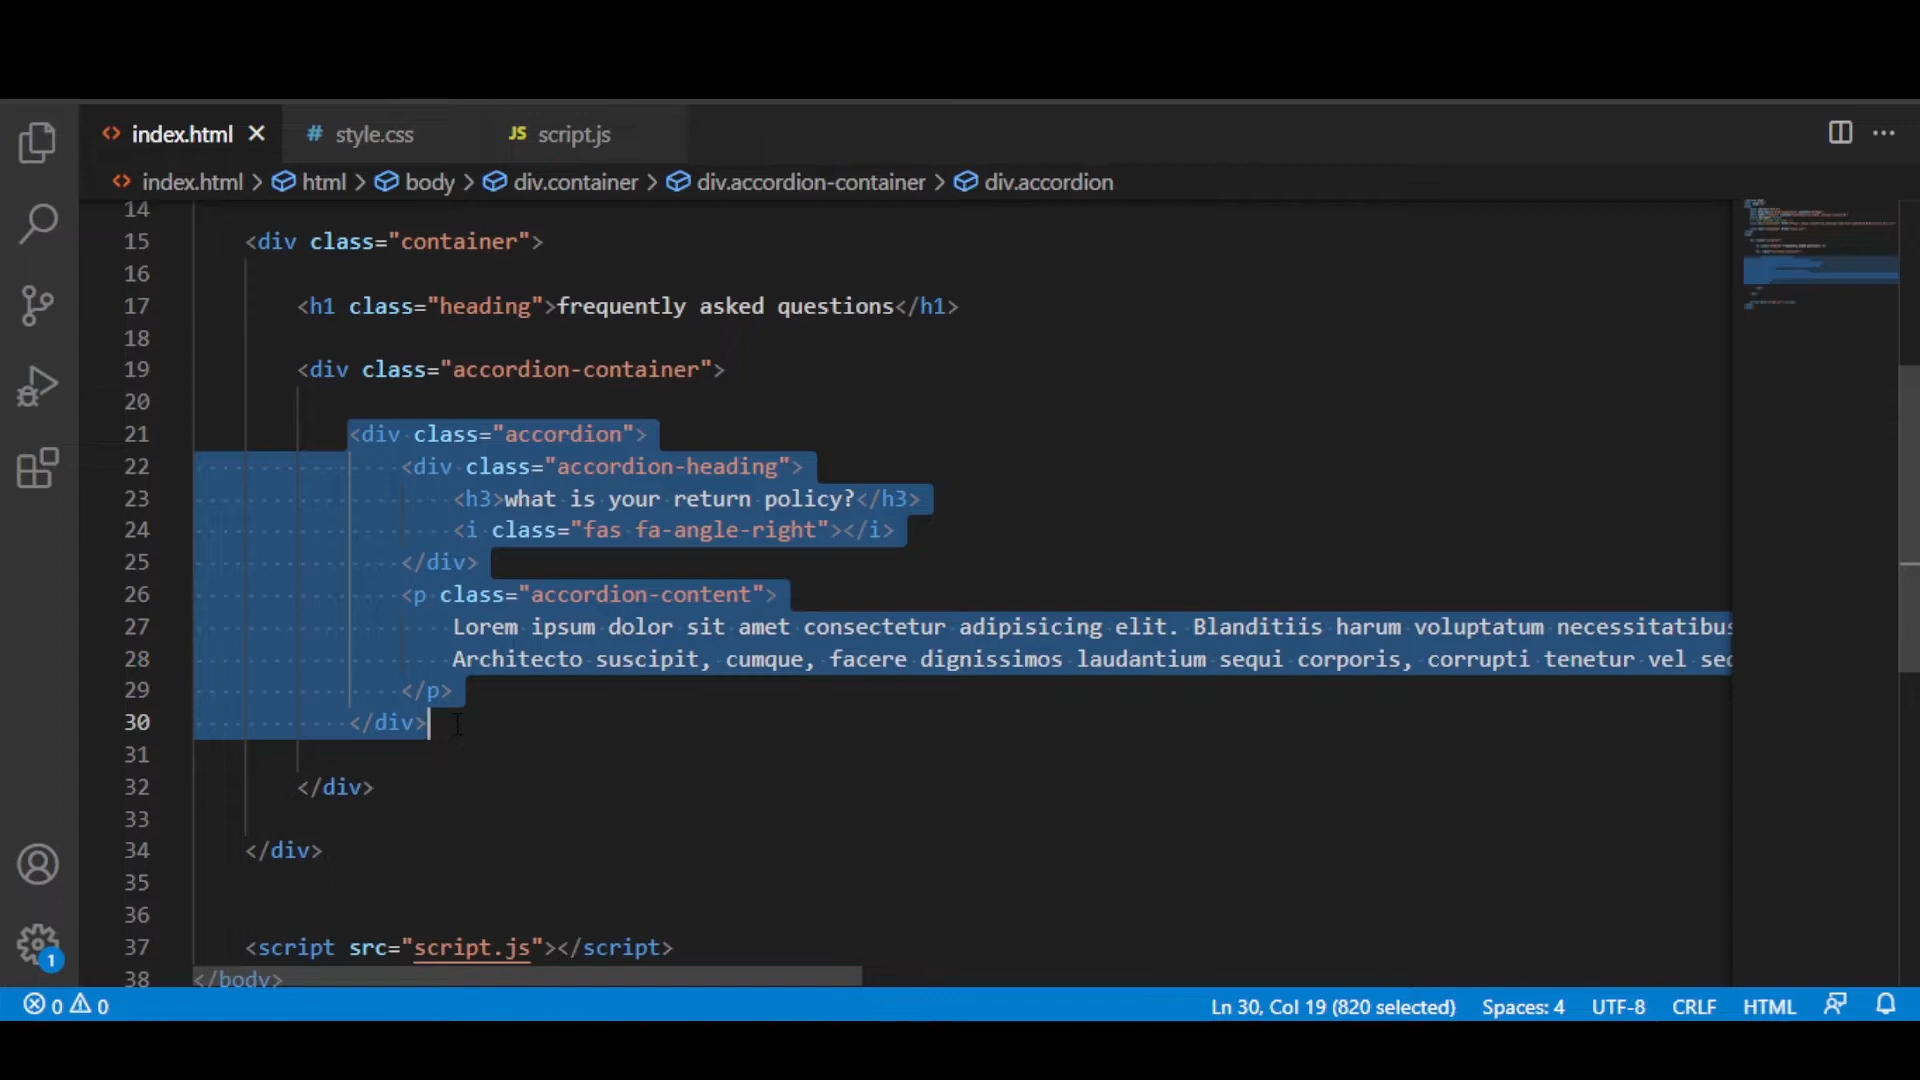 index.html
style.css
JS script.js
index.html > html > body > div.container > div.accordion-container > div.accordion
14
15 <div class="container">
16
17 <h1 class="heading">frequently asked questions</h1>
18
19 <div class="accordion-container">
20
21 <div class="accordion">
22 <div class="accordion-heading">
23 <h3>what is your return policy?</h3>
24 <i class="fas fa-angle-right"></i>
25 </div>
26 <p class="accordion-content">
27 Lorem ipsum dolor sit amet consectetur adipisicing elit. Blanditiis harum voluptatum necessitatibus
28 Architecto suscipit, cumque, facere dignissimos laudantium sequi corporis, corrupti tenetur vel sec
29 </p>
30 </div>
31
32 </div>
33
34 </div>
35
36
37 <script src="script.js"></script>
38 </body>
1
0 0 Ln 30, Col 19 (820 selected) Spaces: 4 UTF-8 CRLF HTML